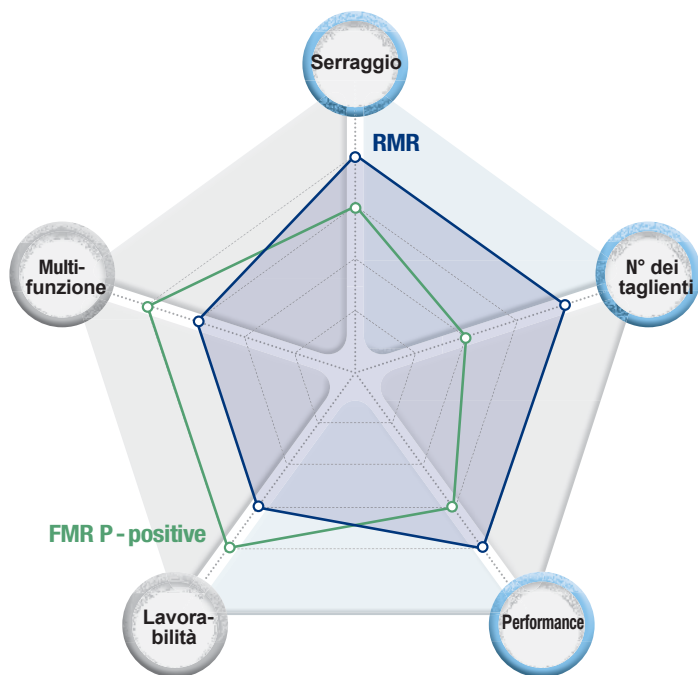 Serraggio
RMR
Multi-
funzione
N° dei
taglienti
FMR P - positive
Lavora-
bilità
Performance